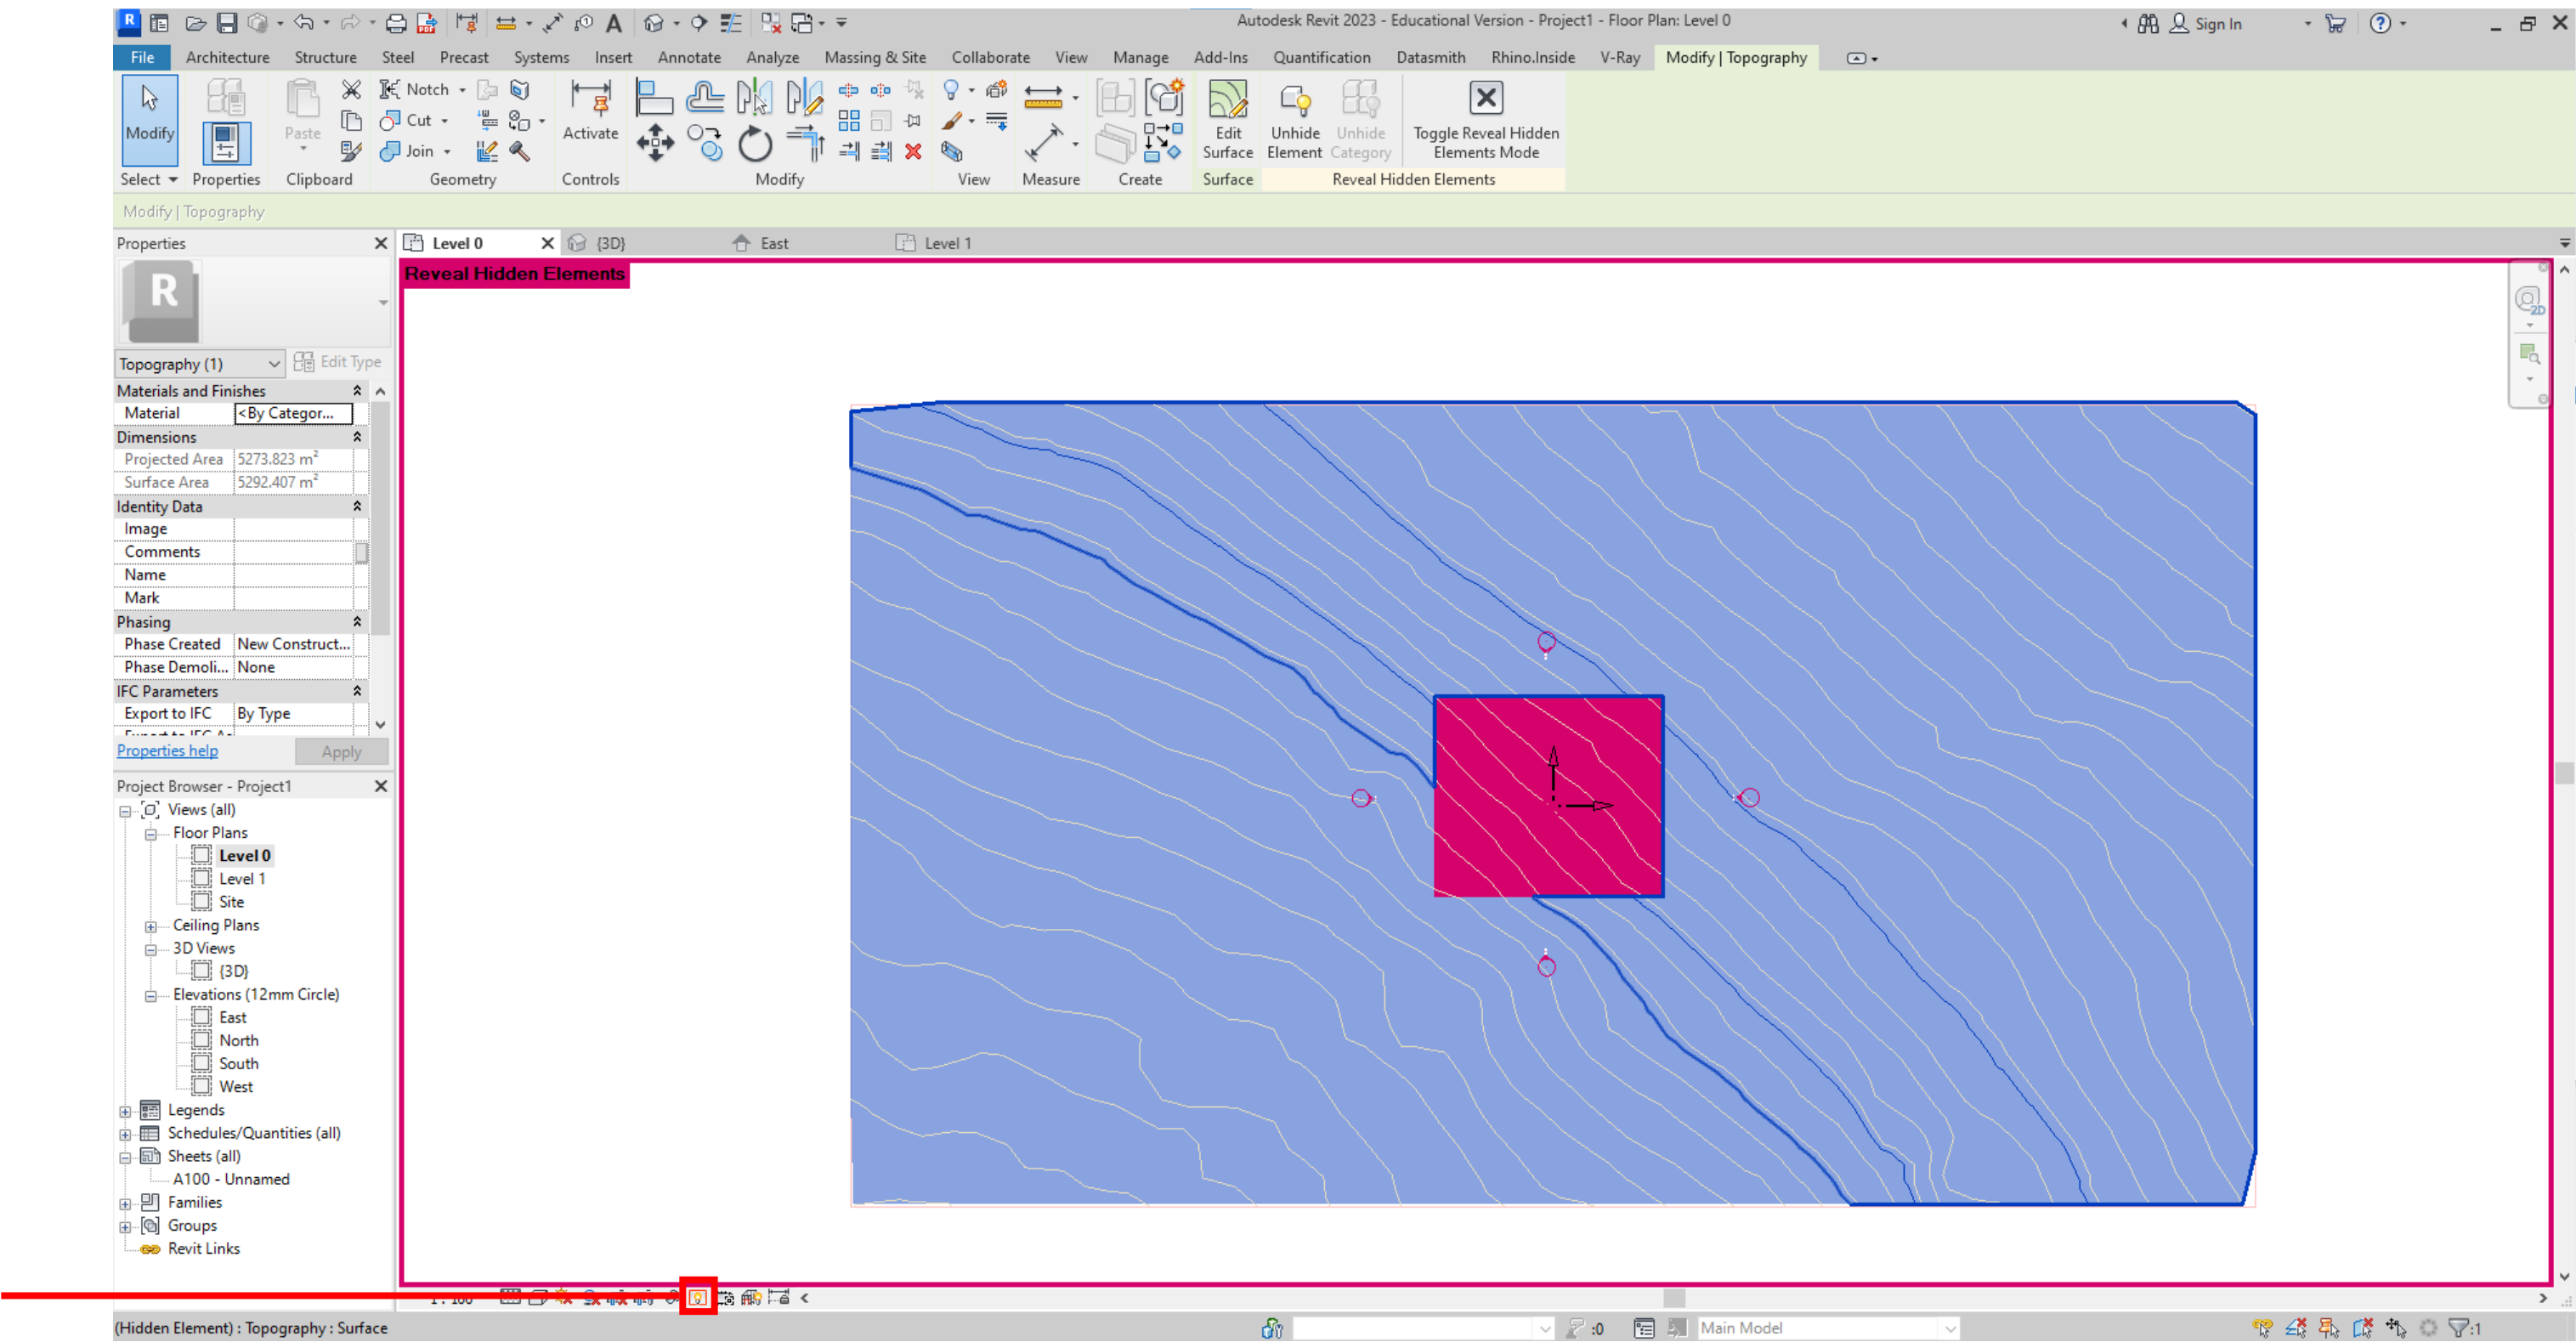 Autodesk Revit 2023 - Educational Version - Project1 - Floor Plan: Level 0
Sign In
File Architecture Structure Steel Precast Systems Insert Annotate Analyze Massing & Site Collaborate View Manage Add-Ins Quantification Datasmith Rhino.Inside V-Ray Modify | Topography
Modify
Paste
Notch
Cut
Join
Activate
Edit Surface
Unhide Element
Unhide Category
Toggle Reveal Hidden Elements Mode
Select Properties Clipboard Geometry Controls Modify View Measure Create Surface Reveal Hidden Elements
Modify | Topography
Properties
Level 0 {3D} East Level 1
Reveal Hidden Elements
R
Topography (1) Edit Type
Materials and Finishes
Material <By Categor...
Dimensions
Projected Area 5273.823 m²
Surface Area 5292.407 m²
Identity Data
Image
Comments
Name
Mark
Phasing
Phase Created New Construct...
Phase Demoli... None
IFC Parameters
Export to IFC By Type
Properties help Apply
Project Browser - Project1
Views (all)
Floor Plans
Level 0
Level 1
Site
Ceiling Plans
3D Views
{3D}
Elevations (12mm Circle)
East
North
South
West
Legends
Schedules/Quantities (all)
Sheets (all)
A100 - Unnamed
Families
Groups
Revit Links
2D
(Hidden Element) : Topography : Surface
:0
Main Model
:1